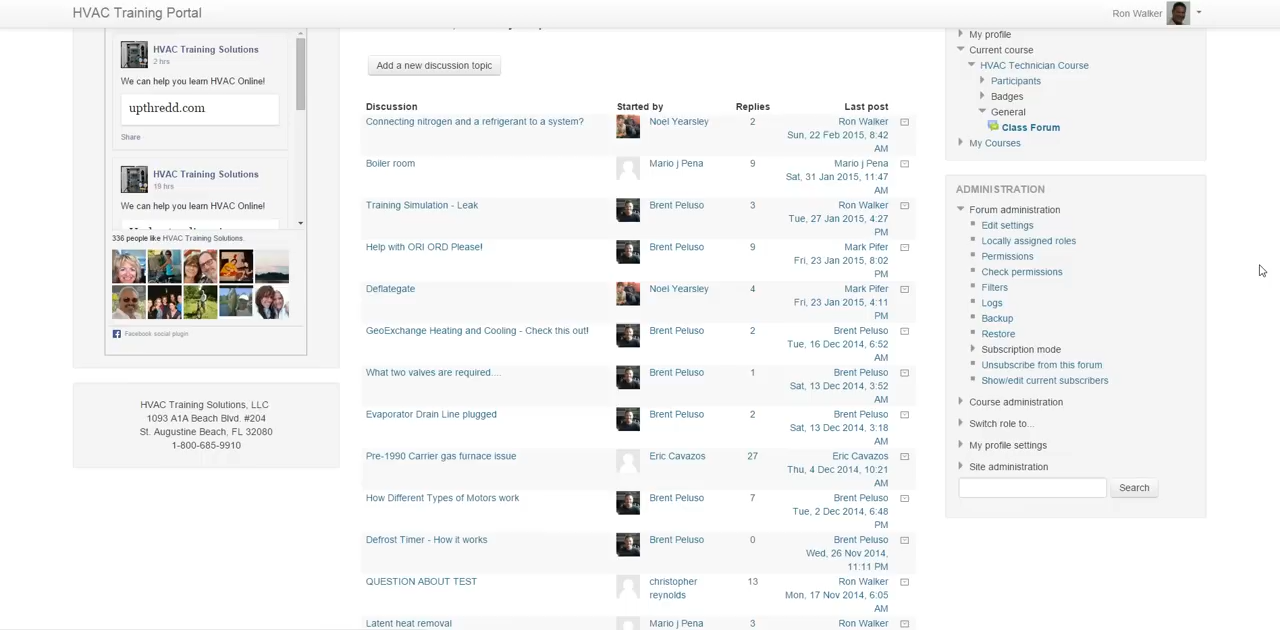 HVAC Training Portal
Ron Walker
HVAC Training Solutions
2 hrs
We can help you learn HVAC Online!
upthredd.com
Share
HVAC Training Solutions
19 hrs
We can help you learn HVAC Online!
336 people like HVAC Training Solutions.
Facebook social plugin
HVAC Training Solutions, LLC
1093 A1A Beach Blvd. #204
St. Augustine Beach, FL 32080
1-800-685-9910
Add a new discussion topic
Discussion Started by Replies Last post
Connecting nitrogen and a refrigerant to a system? Noel Yearsley 2 Ron Walker
Sun, 22 Feb 2015, 8:42
AM
Boiler room Mario j Pena 9 Mario j Pena
Sat, 31 Jan 2015, 11:47
AM
Training Simulation - Leak Brent Peluso 3 Ron Walker
Tue, 27 Jan 2015, 4:27
PM
Help with ORI ORD Please! Brent Peluso 9 Mark Pifer
Fri, 23 Jan 2015, 8:02
PM
Deflategate Noel Yearsley 4 Mark Pifer
Fri, 23 Jan 2015, 4:11
PM
GeoExchange Heating and Cooling - Check this out! Brent Peluso 2 Brent Peluso
Tue, 16 Dec 2014, 6:52
AM
What two valves are required.... Brent Peluso 1 Brent Peluso
Sat, 13 Dec 2014, 3:52
AM
Evaporator Drain Line plugged Brent Peluso 2 Brent Peluso
Sat, 13 Dec 2014, 3:18
AM
Pre-1990 Carrier gas furnace issue Eric Cavazos 27 Eric Cavazos
Thu, 4 Dec 2014, 10:21
AM
How Different Types of Motors work Brent Peluso 7 Brent Peluso
Tue, 2 Dec 2014, 6:48
PM
Defrost Timer - How it works Brent Peluso 0 Brent Peluso
Wed, 26 Nov 2014,
11:11 PM
QUESTION ABOUT TEST christopher 13 Ron Walker
reynolds Mon, 17 Nov 2014, 6:05
AM
Latent heat removal Mario j Pena 3 Ron Walker
My profile
Current course
HVAC Technician Course
Participants
Badges
General
Class Forum
My Courses
ADMINISTRATION
Forum administration
Edit settings
Locally assigned roles
Permissions
Check permissions
Filters
Logs
Backup
Restore
Subscription mode
Unsubscribe from this forum
Show/edit current subscribers
Course administration
Switch role to...
My profile settings
Site administration
Search